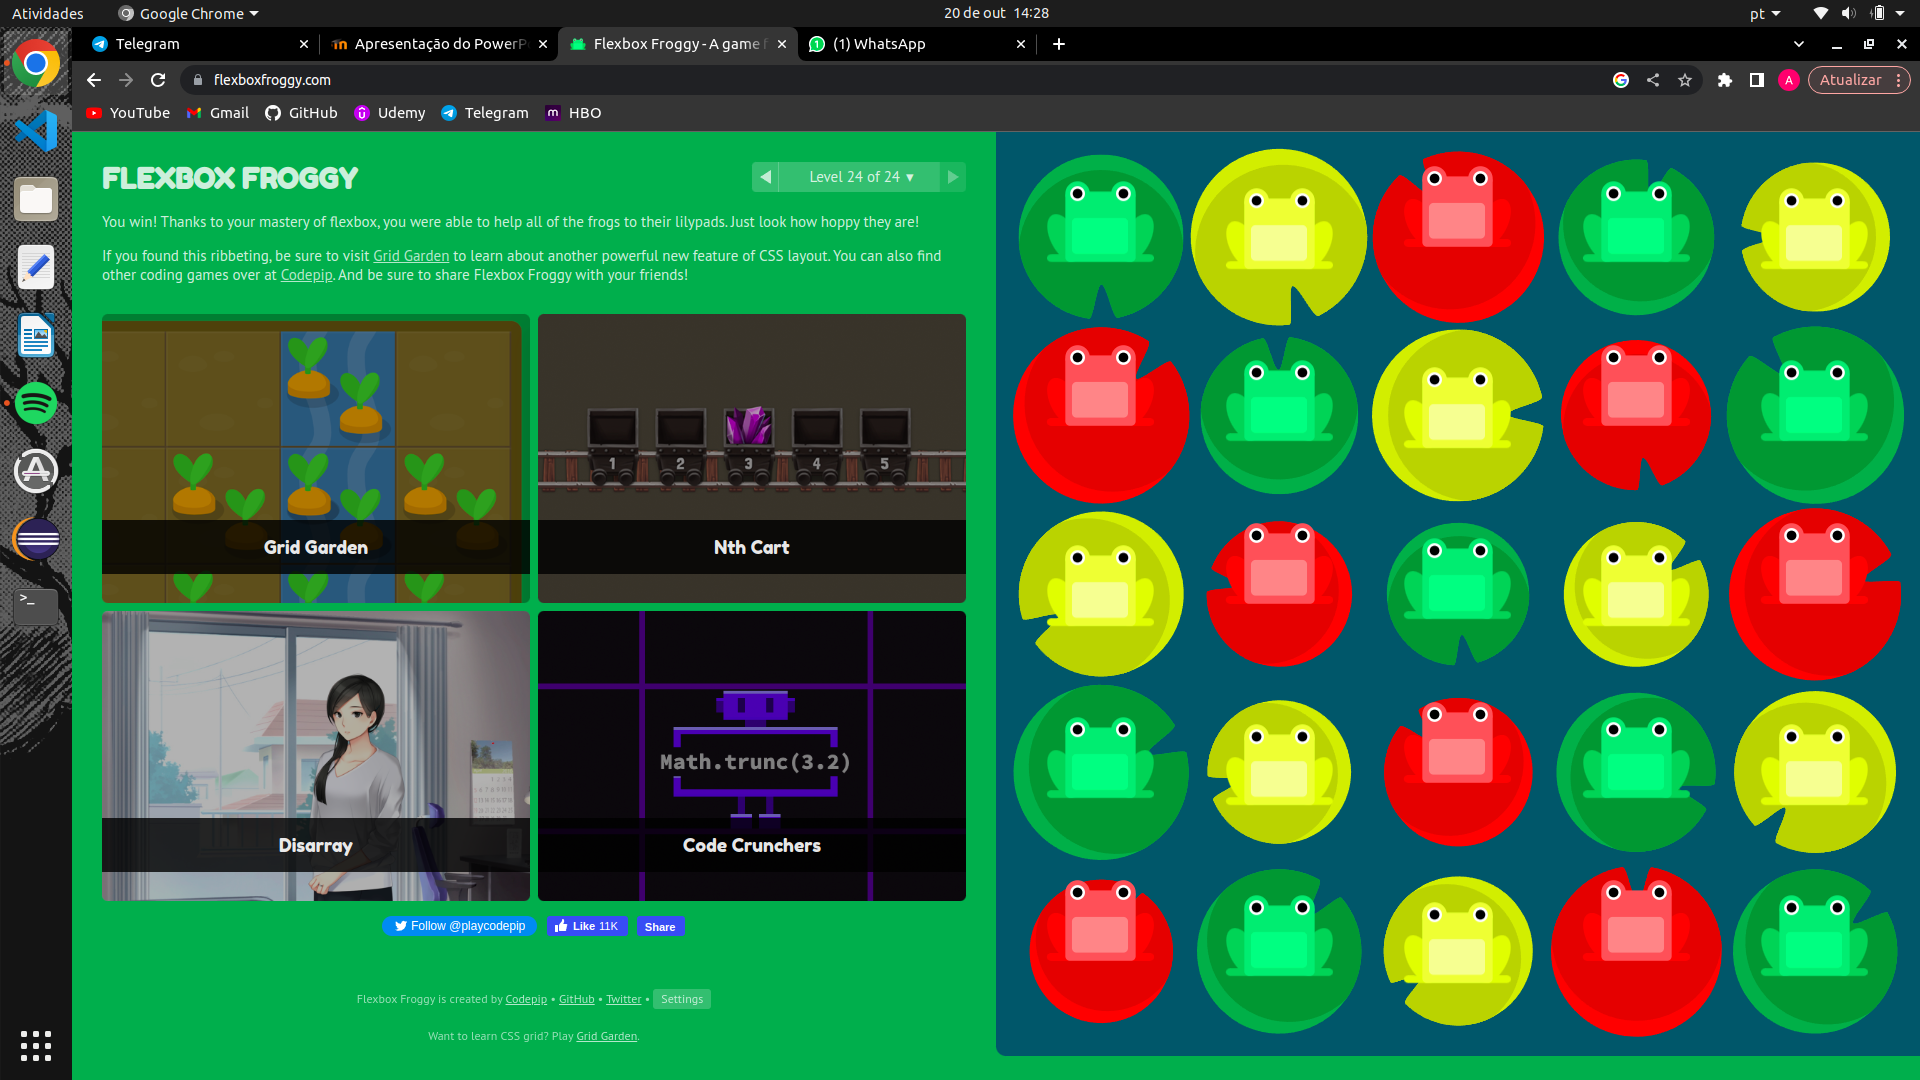 Atividades
Google Chrome
20 de out 14:28
pt
Telegram
Apresentação do PowerP
Flexbox Froggy - A game f
(1) WhatsApp
flexboxfroggy.com
A
Atualizar
YouTube
Gmail
GitHub
Udemy
Telegram
HBO
FLEXBOX FROGGY
Level 24 of 24 ▾
You win! Thanks to your mastery of flexbox, you were able to help all of the frogs to their lilypads. Just look how hoppy they are!
If you found this ribbeting, be sure to visit Grid Garden to learn about another powerful new feature of CSS layout. You can also find
other coding games over at Codepip. And be sure to share Flexbox Froggy with your friends!
1 2 3 4 5
Grid Garden
Nth Cart
Math.trunc(3.2)
Disarray
Code Crunchers
Follow @playcodepip
Like 11K
Share
Flexbox Froggy is created by Codepip • GitHub • Twitter • Settings
Want to learn CSS grid? Play Grid Garden.